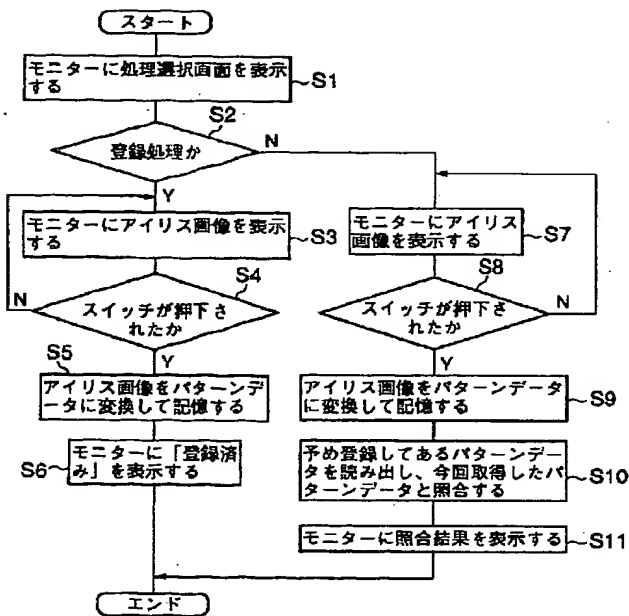 スタート
モニターに処理選択画面を表示
する
S1
S2
登録処理か
N
Y
モニターにアイリス画像を表示
する
S3
S4
スイッチが押下さ
れたか
N
Y
S5
アイリス画像をパターンデー
タに変換して記憶する
モニターに「登録済
み」を表示する
S6
モニターにアイリス
画像を表示する
S7
S8
スイッチが押下さ
れたか
N
Y
アイリス画像をパターンデータ
に変換して記憶する
S9
予め登録してあるパターンデー
タを読み出し、今回取得したパ
ターンデータと照合する
S10
モニターに照合結果を表示する
S11
エンド